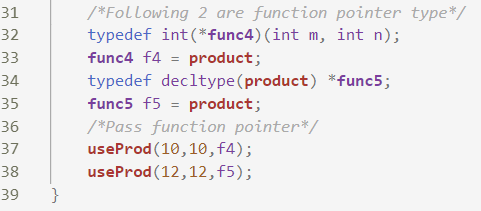 31 /*Following 2 are function pointer type*/
32 typedef int(*func4)(int m, int n);
33 func4 f4 = product;
34 typedef decltype(product) *func5;
35 func5 f5 = product;
36 /*Pass function pointer*/
37 useProd(10,10,f4);
38 useProd(12,12,f5);
39 }